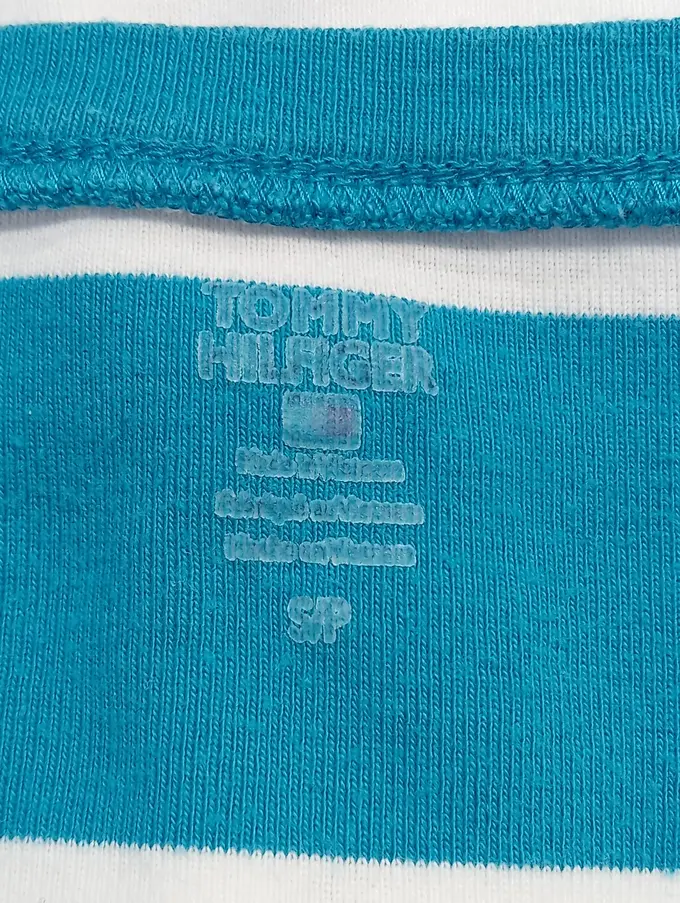 TOMMY
HILFIGER
Made in Vietnam
Fabriqué au Vietnam
Hecho en Vietnam
S/P